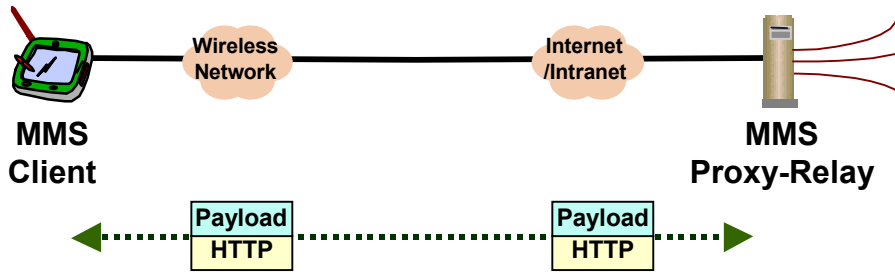 Wireless
Network
Internet
/Intranet
MMS
Client
MMS
Proxy-Relay
Payload
HTTP
Payload
HTTP